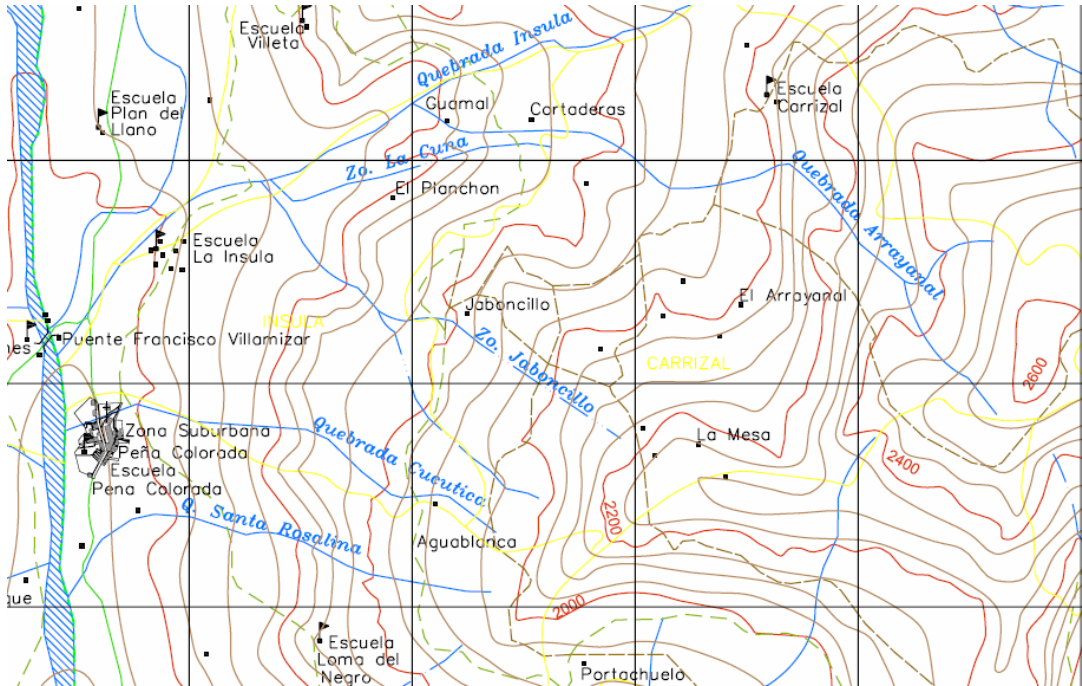 Escuela
Villeta
Quebrada Insula
Escuela
Plan del
Llano
Guamal
Cortaderas
Escuela
Carrizal
Zo. La Cuna
El Planchon
Quebrada Arrayanal
Escuela
La Insula
INSULA
Jaboncillo
El Arrayanal
nes
Puente Francisco Villamizar
Zo. Jaboncillo
CARRIZAL
2600
Zona Suburbana
Peña Colorada
Escuela
Pena Colorada
Quebrada Cucutica
La Mesa
2400
Q. Santa Rosalina
2200
Aguablanca
que
2000
Escuela
Loma del
Negro
Portachuelo